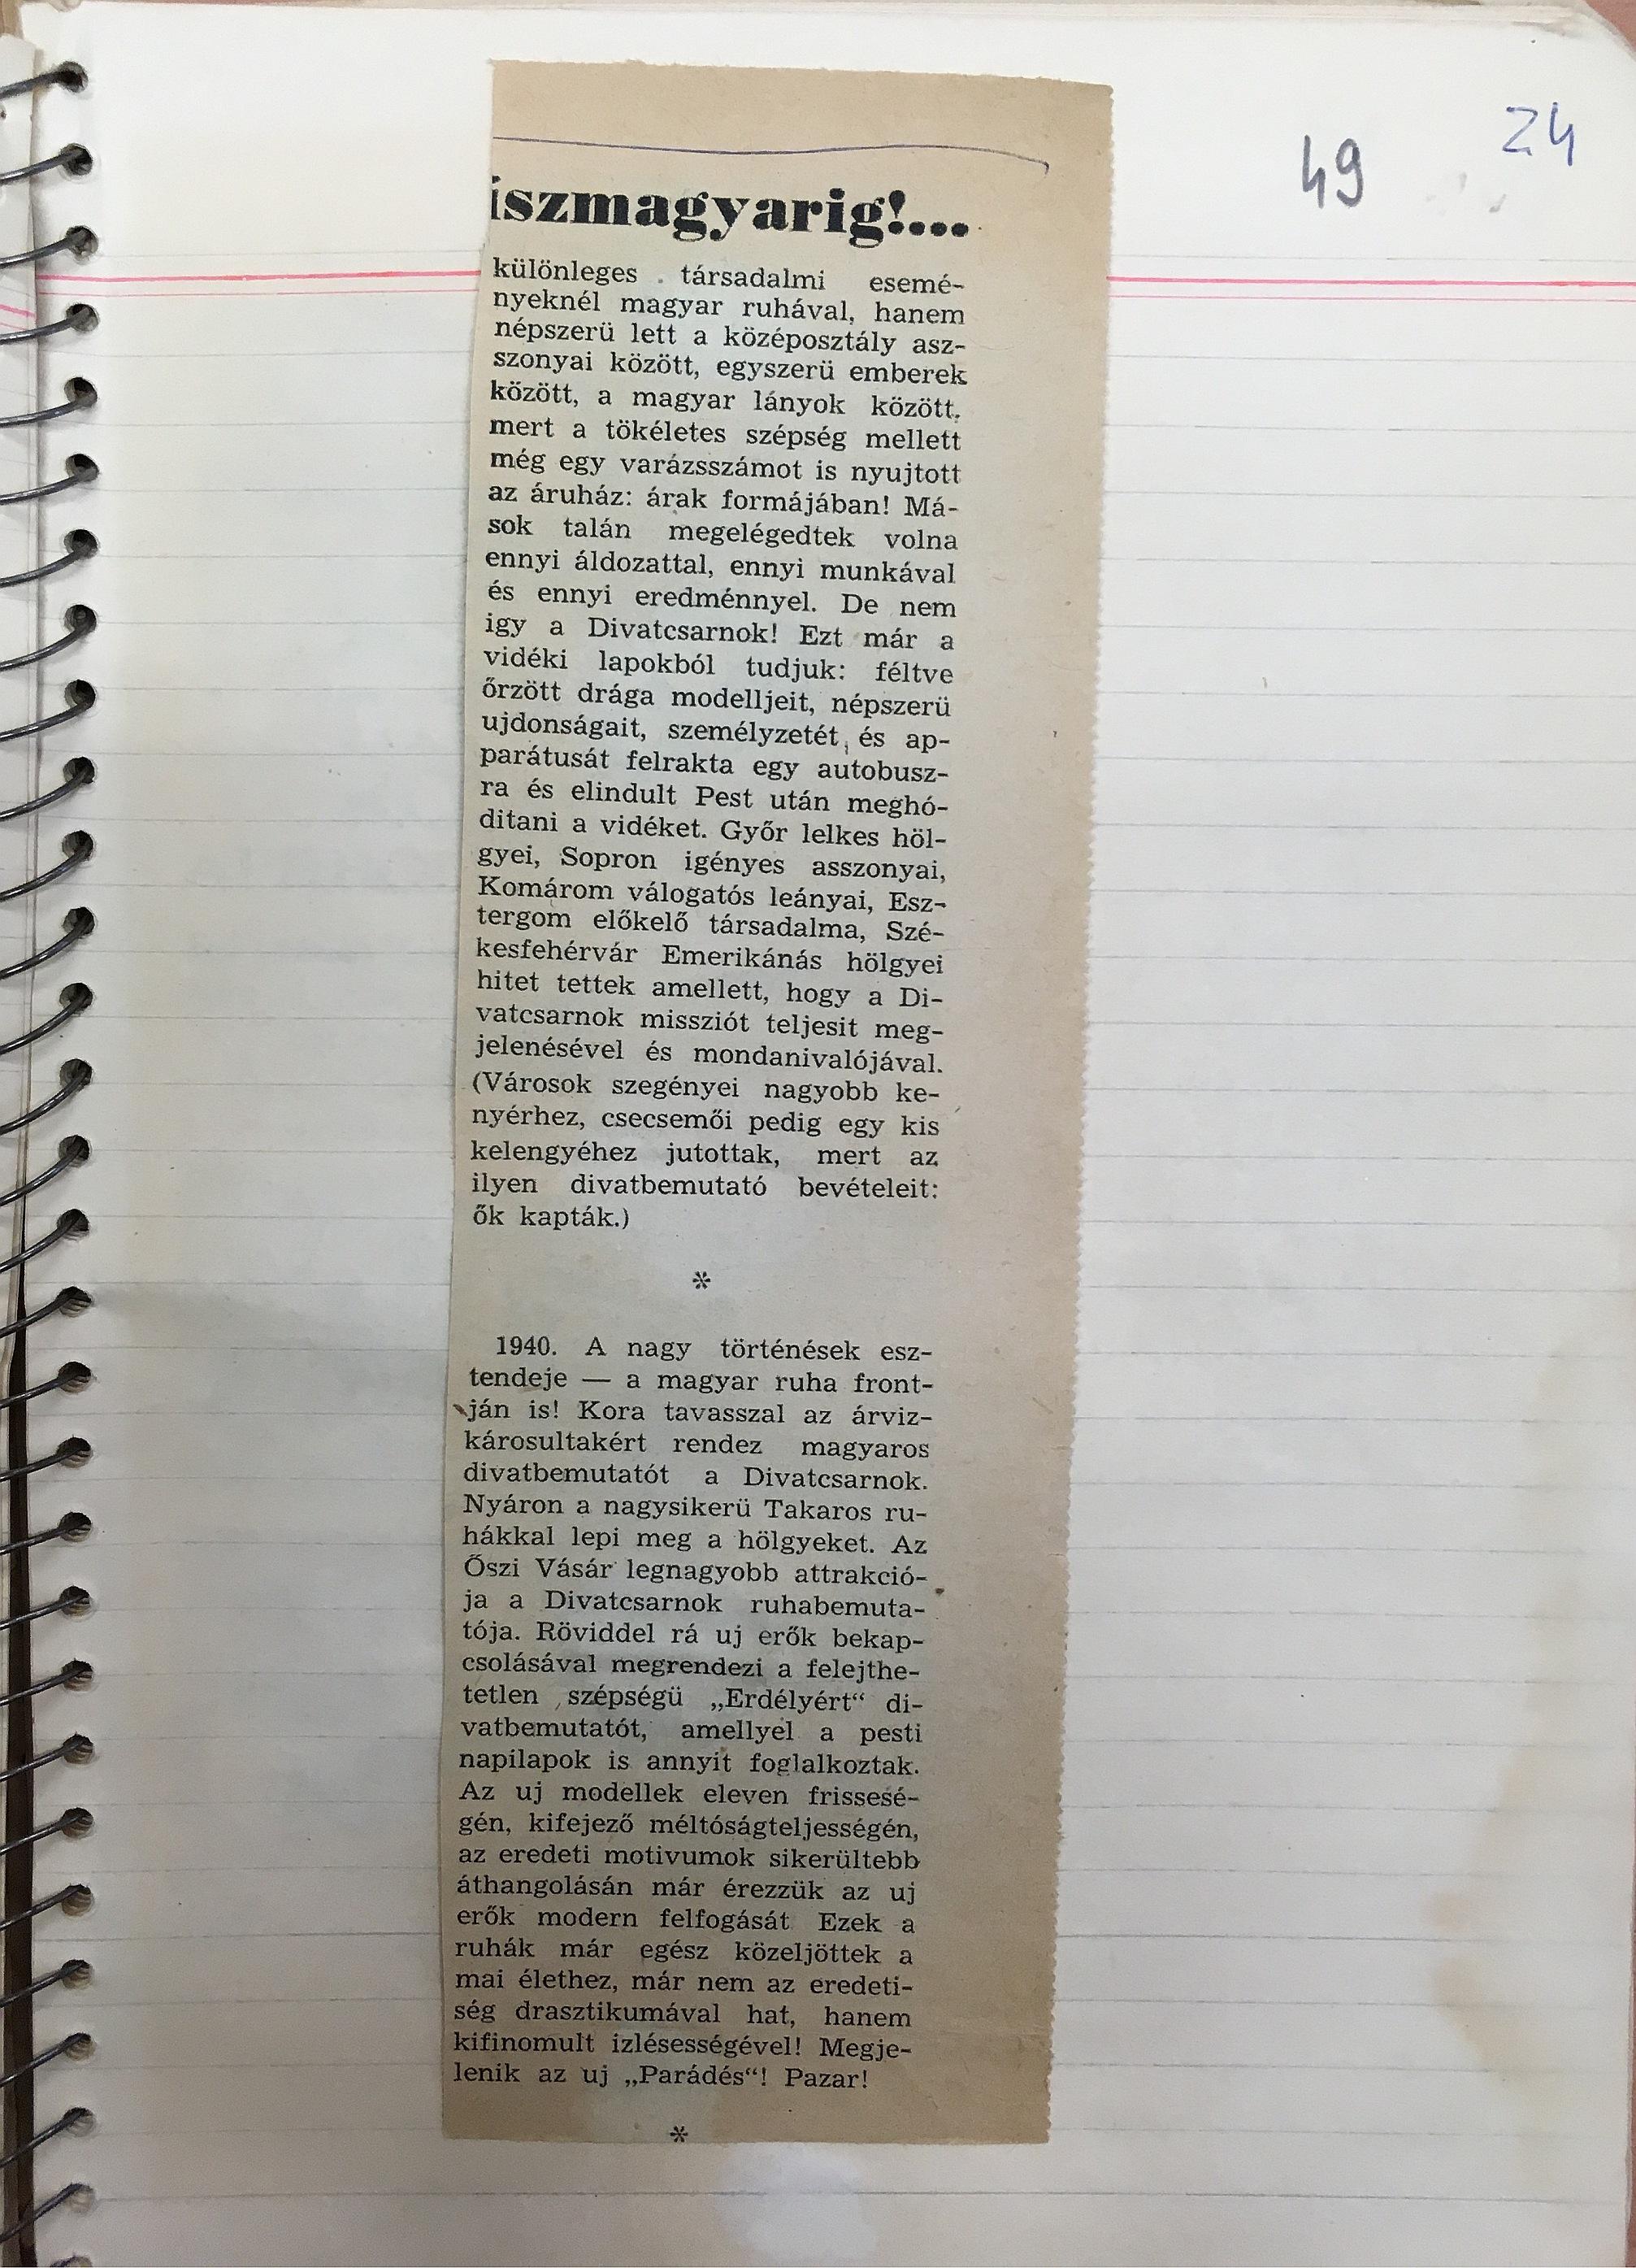 49
24
iszmagyarig!...
különleges társadalmi esemé-
nyeknél magyar ruhával, hanem
népszerü lett a középosztály asz-
szonyai között, egyszerü emberek
között, a magyar lányok között,
mert a tökéletes szépség mellett
még egy varázsszámot is nyujtott
az áruház: árak formájában! Má-
sok talán megelégedtek volna
ennyi áldozattal, ennyi munkával
és ennyi eredménnyel. De nem
igy a Divatcsarnok! Ezt már a
vidéki lapokból tudjuk: féltve
őrzött drága modelljeit, népszerü
ujdonságait, személyzetét és ap-
parátusát felrakta egy autobusz-
ra és elindult Pest után meghó-
ditani a vidéket. Győr lelkes höl-
gyei, Sopron igényes asszonyai,
Komárom válogatós leányai, Esz-
tergom előkelő társadalma, Szé-
kesfehérvár Emerikánás hölgyei
hitet tettek amellett, hogy a Di-
vatcsarnok missziót teljesit meg-
jelenésével és mondanivalójával.
(Városok szegényei nagyobb ke-
nyérhez, csecsemői pedig egy kis
kelengyéhez jutottak, mert az
ilyen divatbemutató bevételeit:
ők kapták.)
*
1940. A nagy történések esz-
tendeje — a magyar ruha front-
ján is! Kora tavasszal az árviz-
károsultakért rendez magyaros
divatbemutatót a Divatcsarnok.
Nyáron a nagysikerü Takaros ru-
hákkal lepi meg a hölgyeket. Az
Őszi Vásár legnagyobb attrakció-
ja a Divatcsarnok ruhabemuta-
tója. Röviddel rá uj erők bekap-
csolásával megrendezi a felejthe-
tetlen szépségü „Erdélyért“ di-
vatbemutatót, amellyel a pesti
napilapok is annyit foglalkoztak.
Az uj modellek eleven frisseşé-
gén, kifejező méltóságteljességén,
az eredeti motivumok sikerültebb
áthangolásán már érezzük az uj
erők modern felfogását Ezek a
ruhák már egész közeljöttek a
mai élethez, már nem az eredeti-
ség drasztikumával hat, hanem
kifinomult izlésességével! Megje-
lenik az uj „Parádés“! Pazar!
*